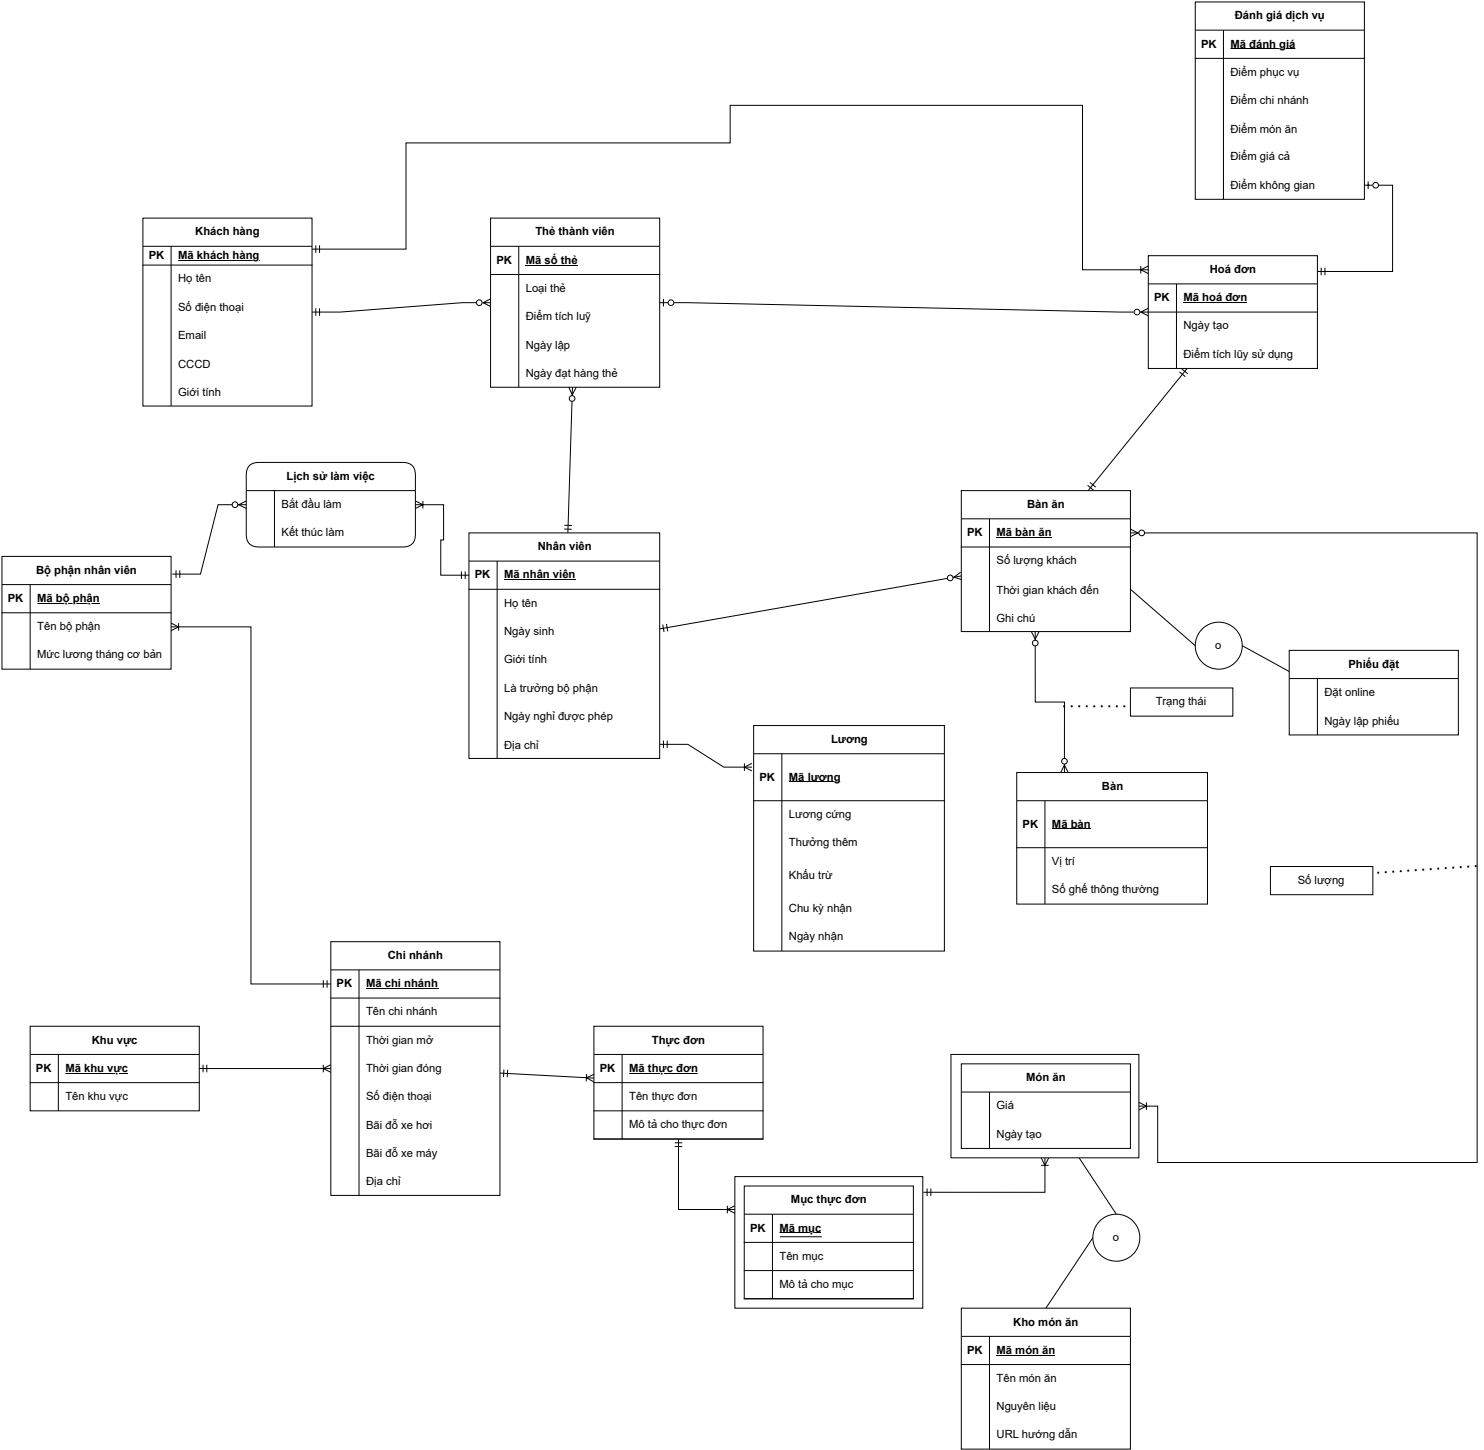 Đánh giá dịch vụ
PK Mã đánh giá
Điểm phục vụ
Điểm chi nhánh
Điểm món ăn
Điểm giá cả
Điểm không gian
Khách hàng
PK Mã khách hàng
Họ tên
Số điện thoại
Email
CCCD
Giới tính
Thẻ thành viên
PK Mã số thẻ
Loại thẻ
Điểm tích luỹ
Ngày lập
Ngày đạt hàng thẻ
Hoá đơn
PK Mã hoá đơn
Ngày tạo
Điểm tích lũy sử dụng
Lịch sử làm việc
Bắt đầu làm
Kết thúc làm
Bộ phận nhân viên
PK Mã bộ phận
Tên bộ phận
Mức lương tháng cơ bản
Nhân viên
PK Mã nhân viên
Họ tên
Ngày sinh
Giới tính
Là trưởng bộ phận
Ngày nghỉ được phép
Địa chỉ
Bàn ăn
PK Mã bàn ăn
Số lượng khách
Thời gian khách đến
Ghi chú
o
Phiếu đặt
Đặt online
Ngày lập phiếu
Trạng thái
Lương
PK Mã lương
Lương cứng
Thưởng thêm
Khấu trừ
Chu kỳ nhận
Ngày nhận
Bàn
PK Mã bàn
Vị trí
Số ghế thông thường
Số lượng
Chi nhánh
PK Mã chi nhánh
Tên chi nhánh
Thời gian mở
Thời gian đóng
Số điện thoại
Bãi đỗ xe hơi
Bãi đỗ xe máy
Địa chỉ
Khu vực
PK Mã khu vực
Tên khu vực
Thực đơn
PK Mã thực đơn
Tên thực đơn
Mô tả cho thực đơn
Món ăn
Giá
Ngày tạo
Mục thực đơn
PK Mã mục
Tên mục
Mô tả cho mục
o
Kho món ăn
PK Mã món ăn
Tên món ăn
Nguyên liệu
URL hướng dẫn